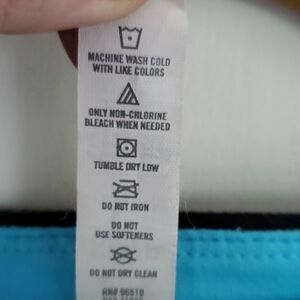 MACHINE WASH COLD
WITH LIKE COLORS
ONLY NON-CHLORINE
BLEACH WHEN NEEDED
TUMBLE DRY LOW
DO NOT IRON
DO NOT
USE SOFTENERS
DO NOT DRY CLEAN
RN# 96510